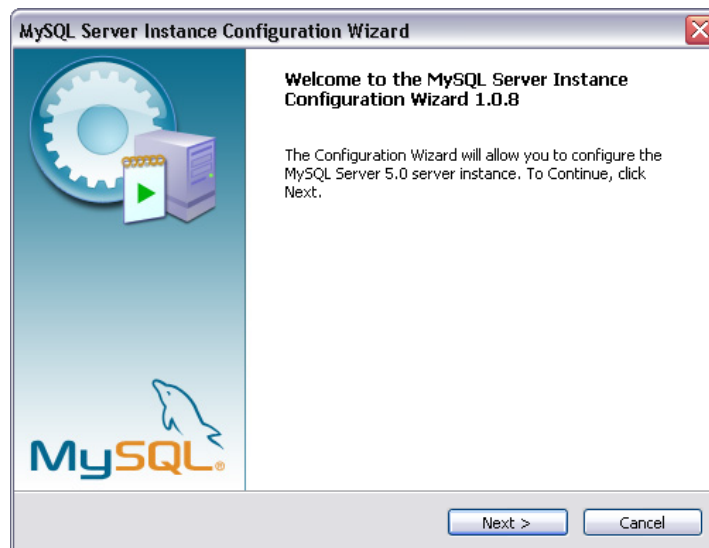 MySQL Server Instance Configuration Wizard
Welcome to the MySQL Server Instance
Configuration Wizard 1.0.8
The Configuration Wizard will allow you to configure the
MySQL Server 5.0 server instance. To Continue, click
Next.
MySQL®
Next >
Cancel